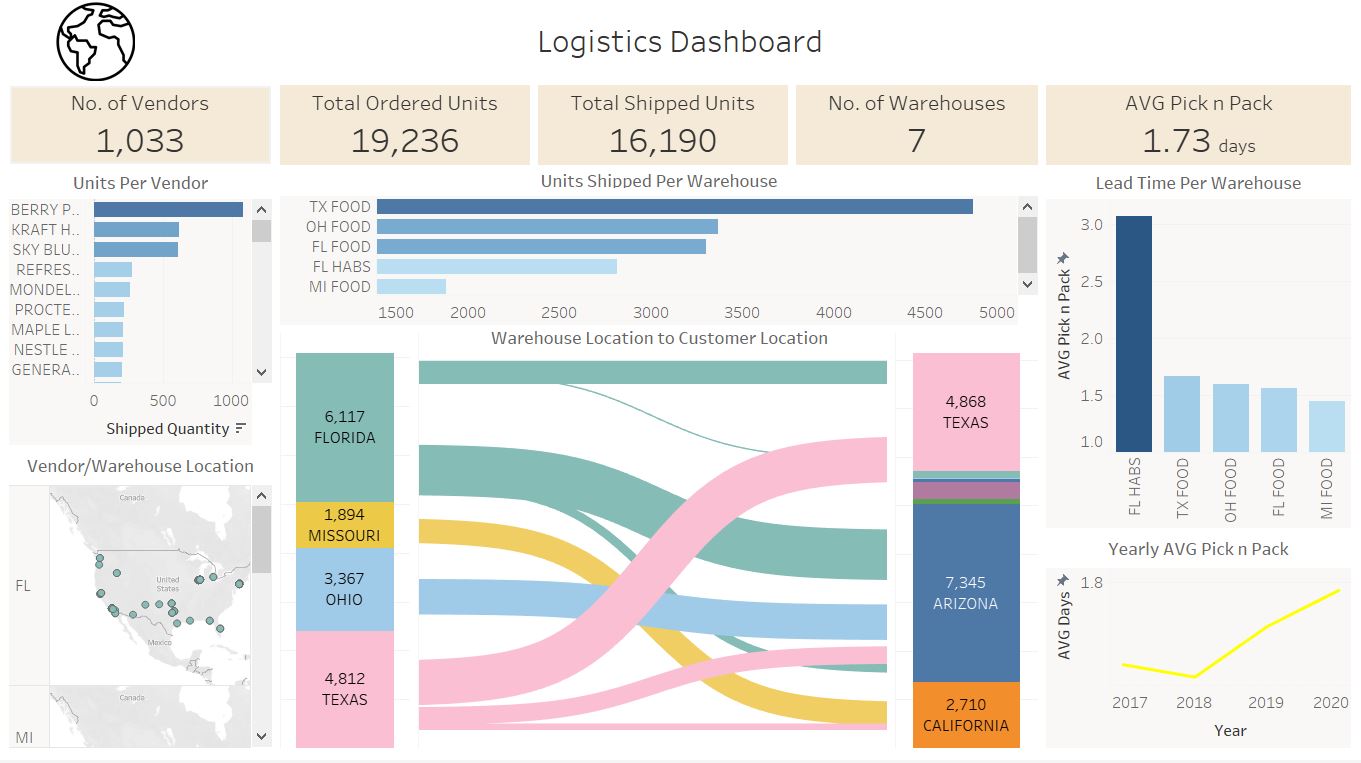 Logistics Dashboard
No. of Vendors
1,033
Total Ordered Units
19,236
Total Shipped Units
16,190
No. of Warehouses
7
AVG Pick n Pack
1.73 days
Units Per Vendor
BERRY P..
KRAFT H..
SKY BLU..
REFRES..
MONDEL..
PROCTE..
MAPLE L..
NESTLE ..
GENERA..
0 500 1000
Shipped Quantity
Units Shipped Per Warehouse
TX FOOD
OH FOOD
FL FOOD
FL HABS
MI FOOD
1500 2000 2500 3000 3500 4000 4500 5000
Lead Time Per Warehouse
AVG Pick n Pack
3.0
2.5
2.0
1.5
1.0
FL HABS
TX FOOD
OH FOOD
FL FOOD
MI FOOD
Vendor/Warehouse Location
FL
Canada
United
States
Mexico
MI
Canada
Warehouse Location to Customer Location
6,117
FLORIDA
1,894
MISSOURI
3,367
OHIO
4,812
TEXAS
4,868
TEXAS
7,345
ARIZONA
2,710
CALIFORNIA
Yearly AVG Pick n Pack
AVG Days
1.8
2017 2018 2019 2020
Year